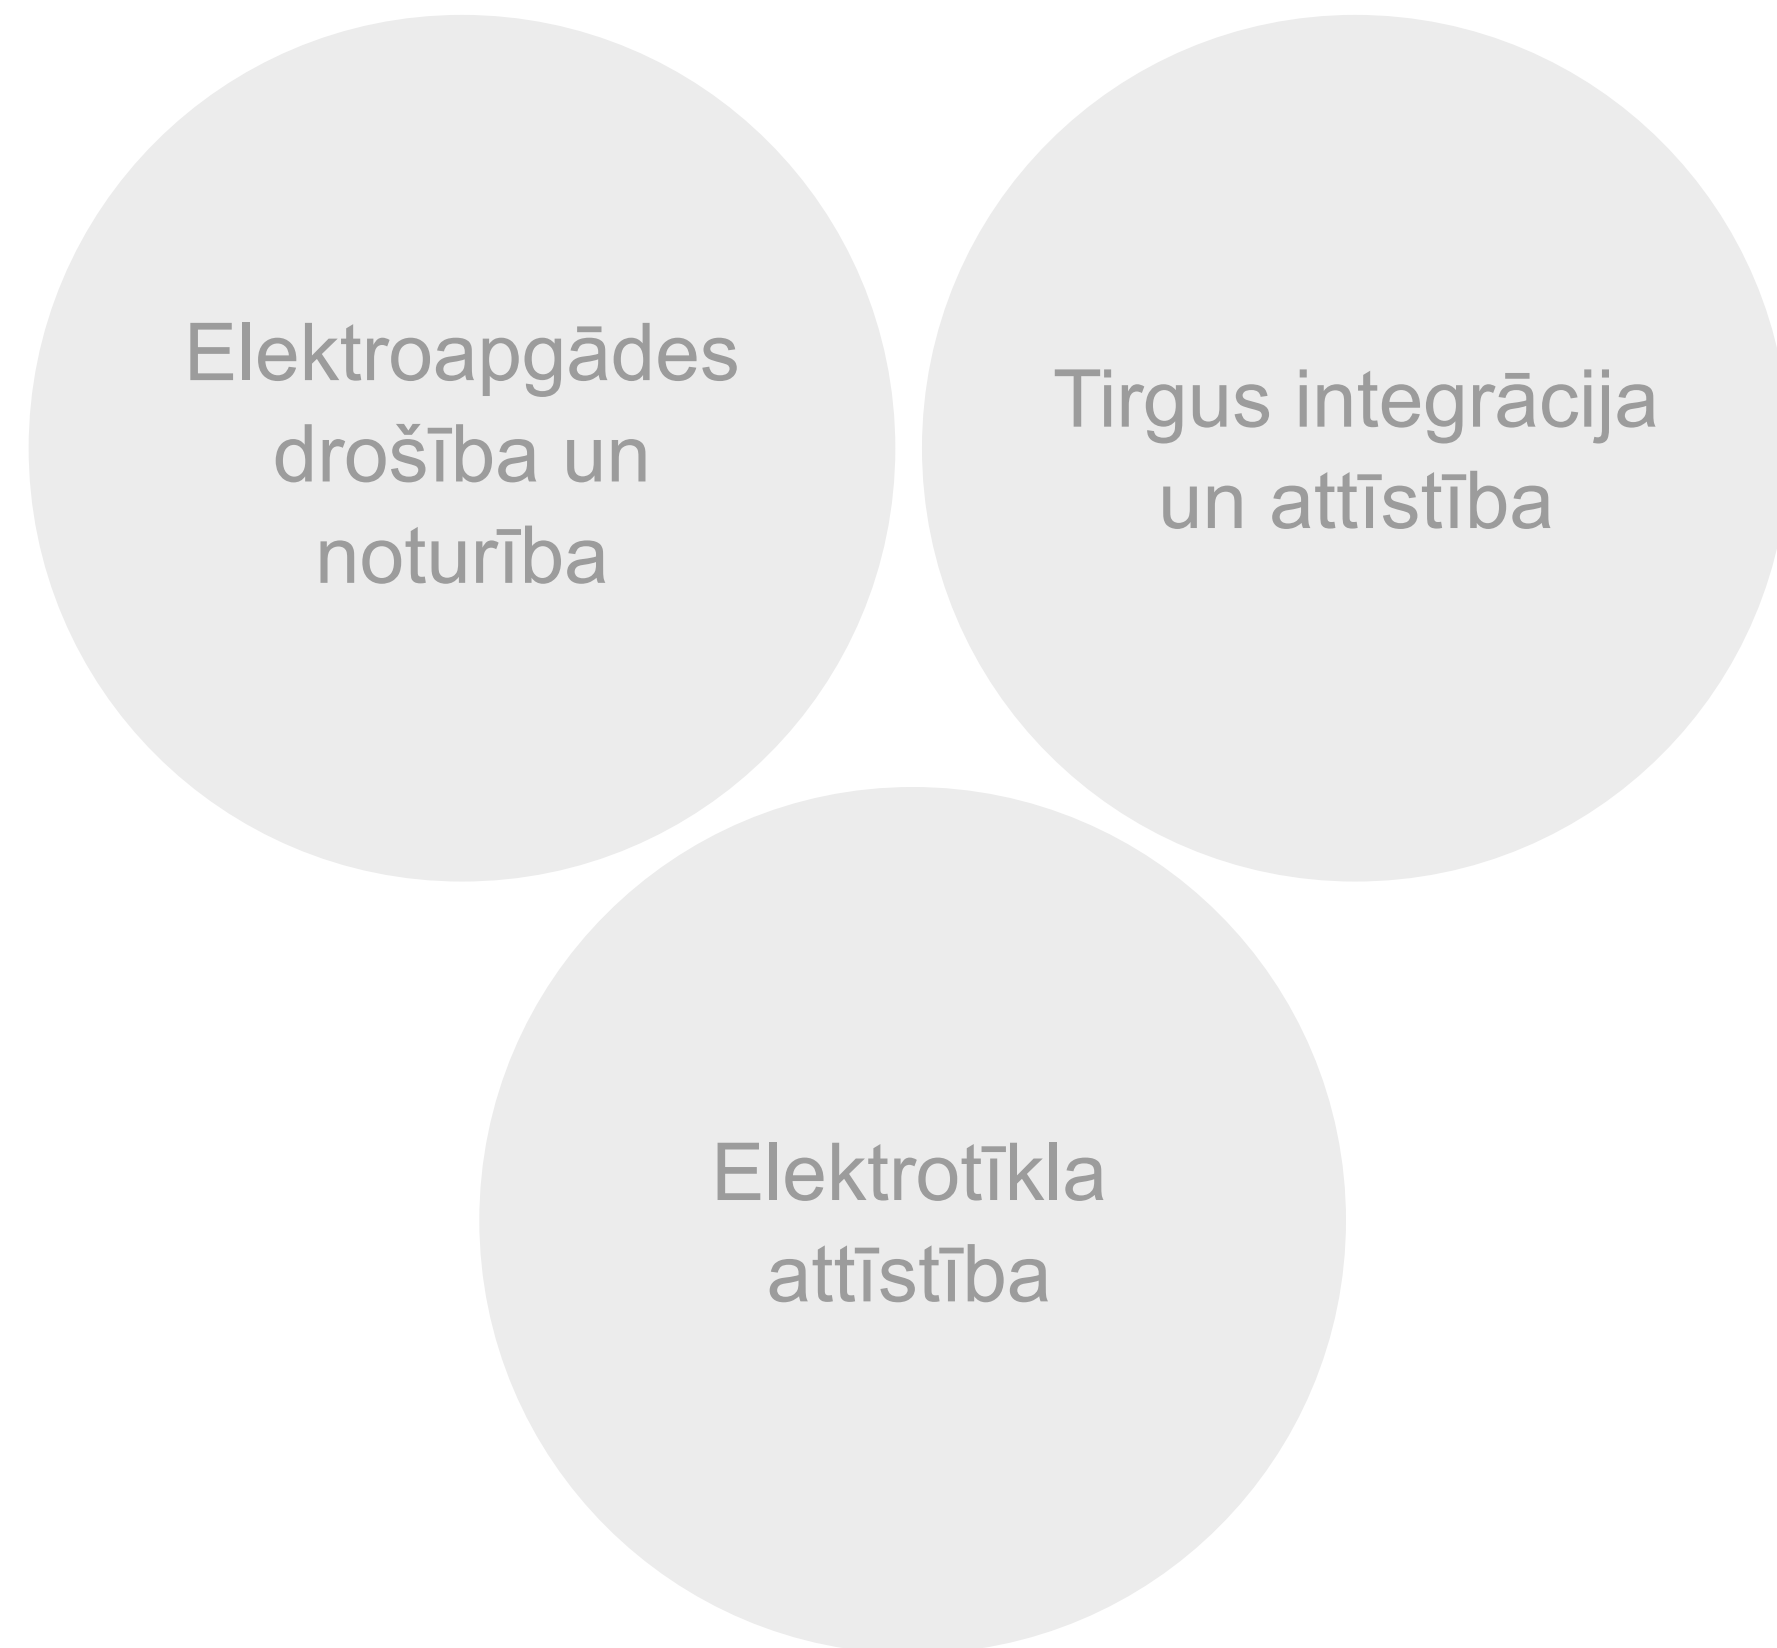 Elektroapgādes
drošība un
noturība
Tirgus integrācija
un attīstība
Elektrotīkla
attīstība